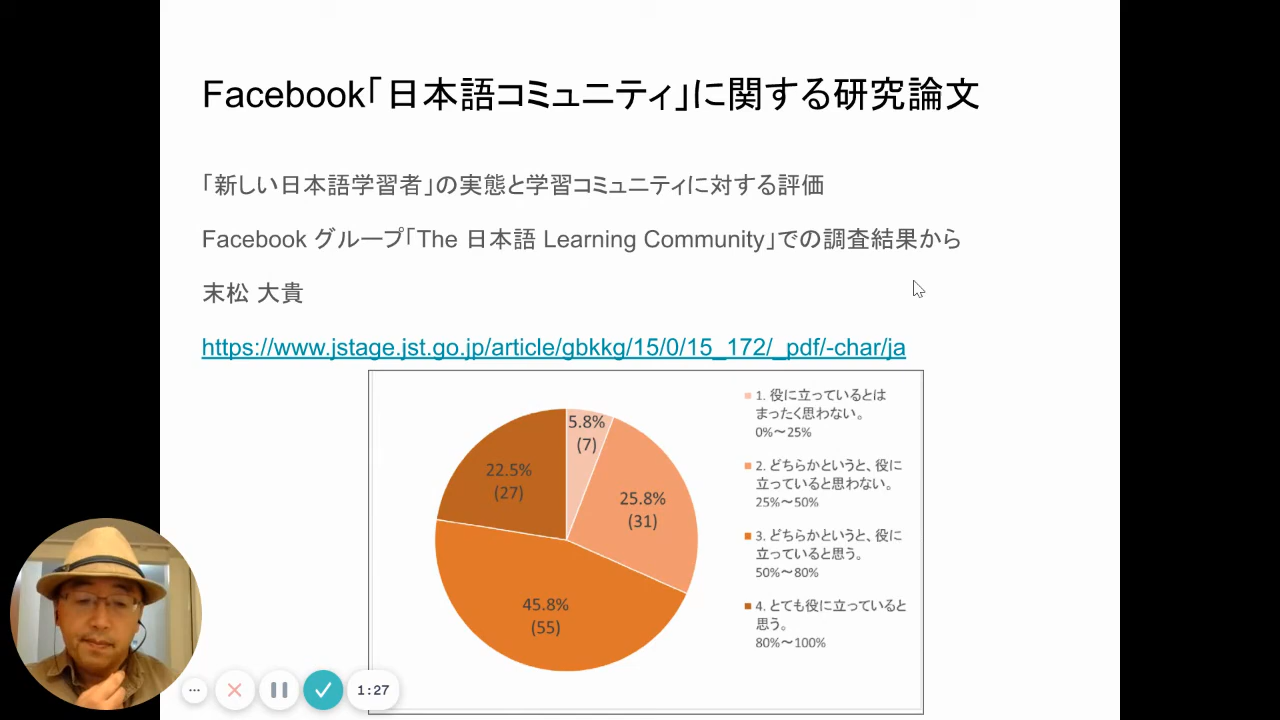 Facebook「日本語コミュニティ」に関する研究論文
「新しい日本語学習者」の実態と学習コミュニティに対する評価
Facebook グループ「The 日本語 Learning Community」での調査結果から
末松 大貴
https://www.jstage.jst.go.jp/article/gbkkg/15/0/15_172/_pdf/-char/ja
5.8%
(7)
25.8%
(31)
45.8%
(55)
22.5%
(27)
1. 役に立っているとは
まったく思わない。
0%～25%
2. どちらかというと、役に
立っていると思わない。
25%～50%
3. どちらかというと、役に
立っていると思う。
50%～80%
4. とても役に立っていると
思う。
80%～100%
1:27